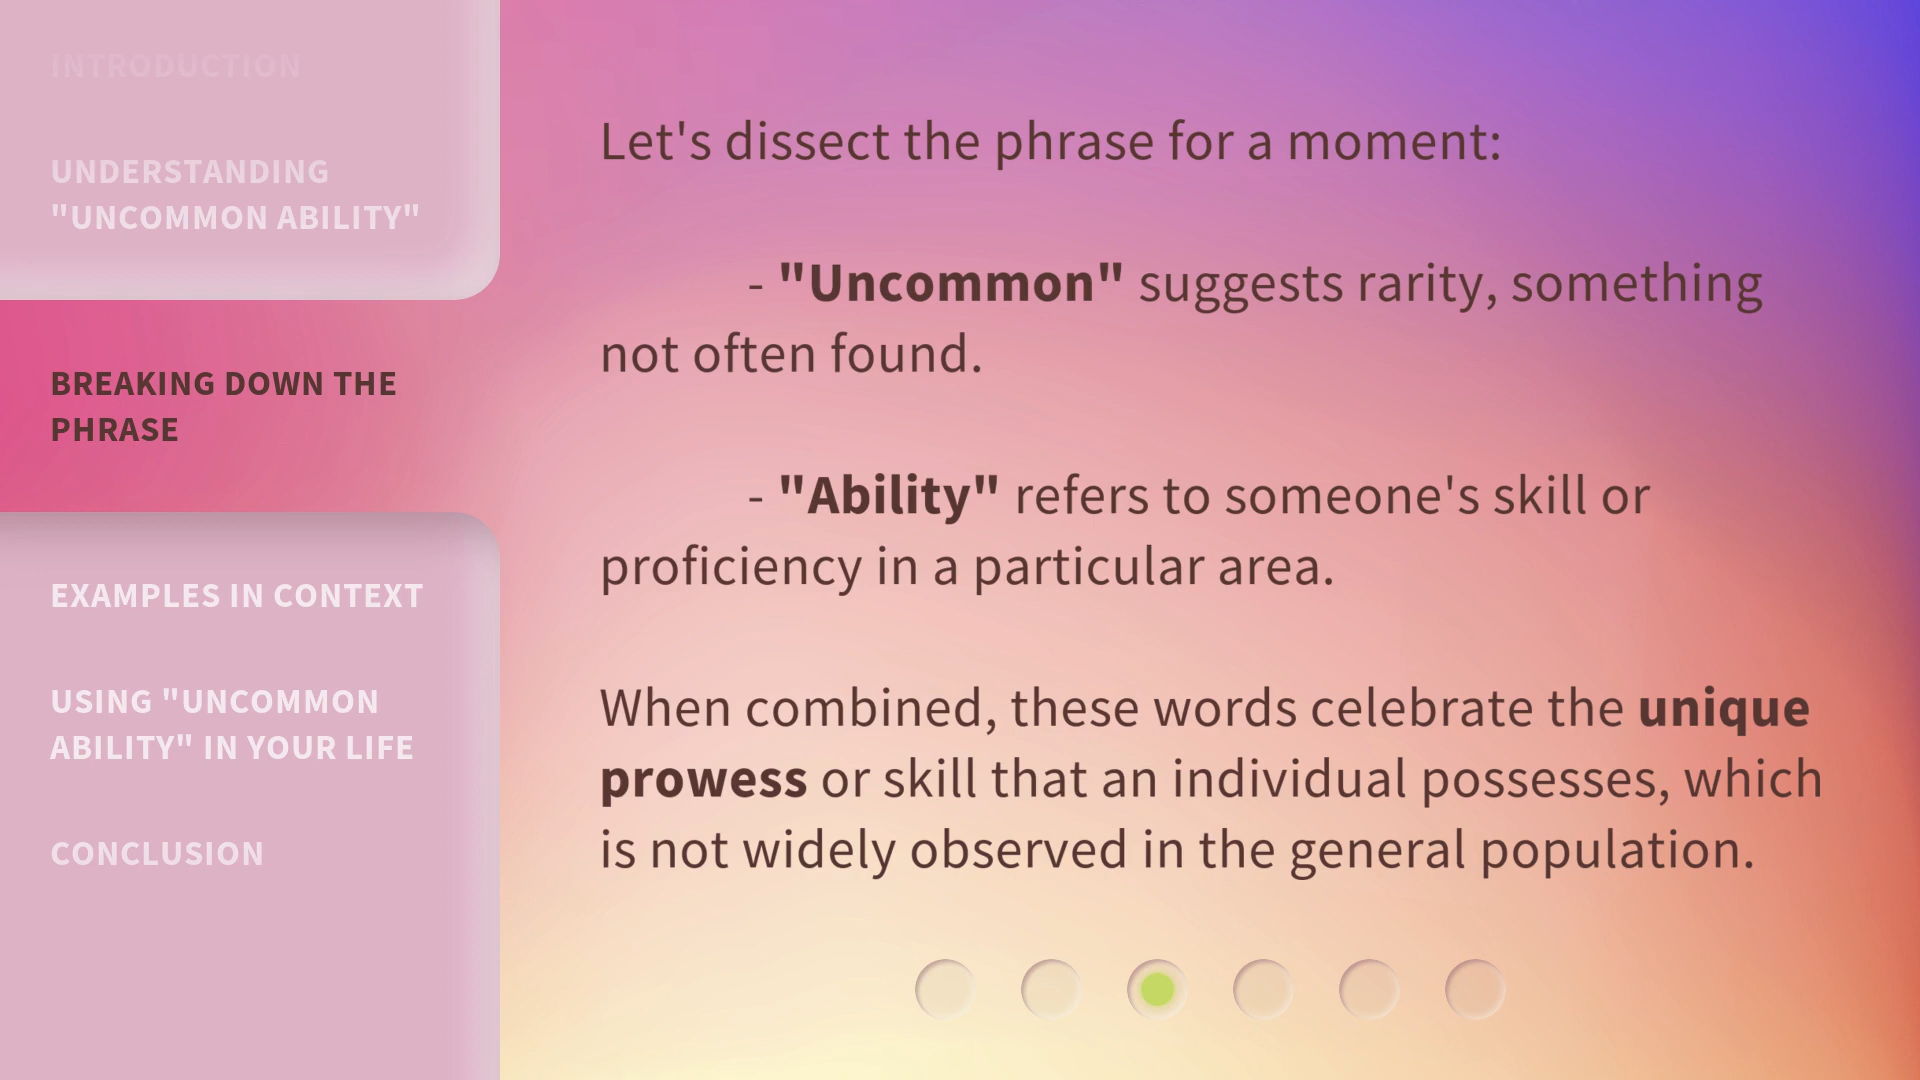 INTRODUCTION
UNDERSTANDING
"UNCOMMON ABILITY"
BREAKING DOWN THE
PHRASE
EXAMPLES IN CONTEXT
USING "UNCOMMON
ABILITY" IN YOUR LIFE
CONCLUSION
Let's dissect the phrase for a moment:
- "Uncommon" suggests rarity, something
not often found.
- "Ability" refers to someone's skill or
proficiency in a particular area.
When combined, these words celebrate the unique
prowess or skill that an individual possesses, which
is not widely observed in the general population.